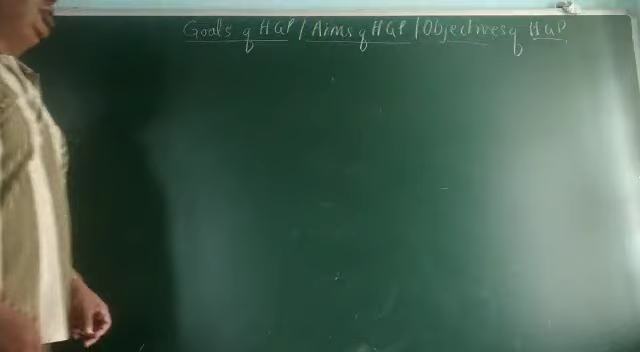 Goals of HGP / Aims of HGP / Objectives of HGP